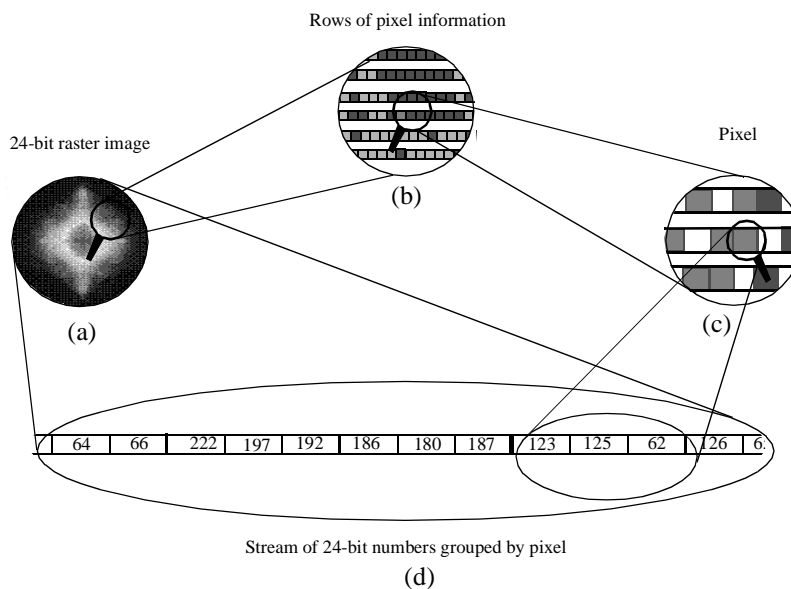 Rows of pixel information
24-bit raster image
Pixel
(b)
(a)
(c)
64 66 222 197 192 186 180 187 123 125 62 126
Stream of 24-bit numbers grouped by pixel
(d)